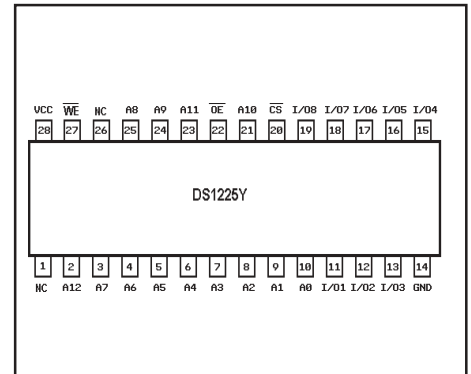 VCC WE NC A8 A9 A11 OE A10 CS I/O8 I/O7 I/O6 I/O5 I/O4
28 27 26 25 24 23 22 21 20 19 18 17 16 15
DS1225Y
1 2 3 4 5 6 7 8 9 10 11 12 13 14
NC A12 A7 A6 A5 A4 A3 A2 A1 A0 I/O1 I/O2 I/O3 GND